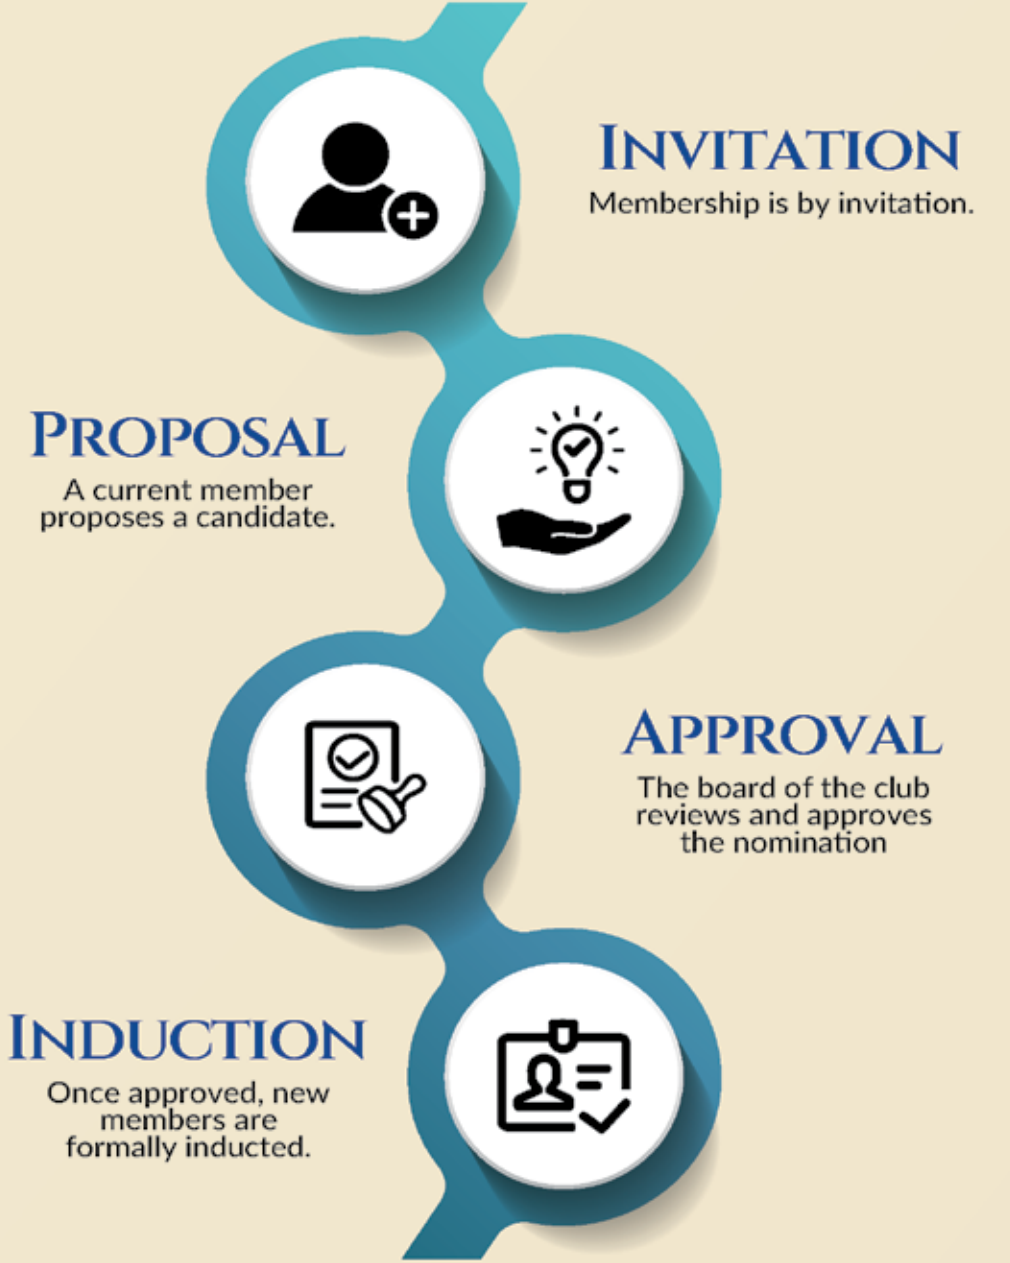 INVITATION
Membership is by invitation.
PROPOSAL
A current member
proposes a candidate.
APPROVAL
The board of the club
reviews and approves
the nomination
INDUCTION
Once approved, new
members are
formally inducted.